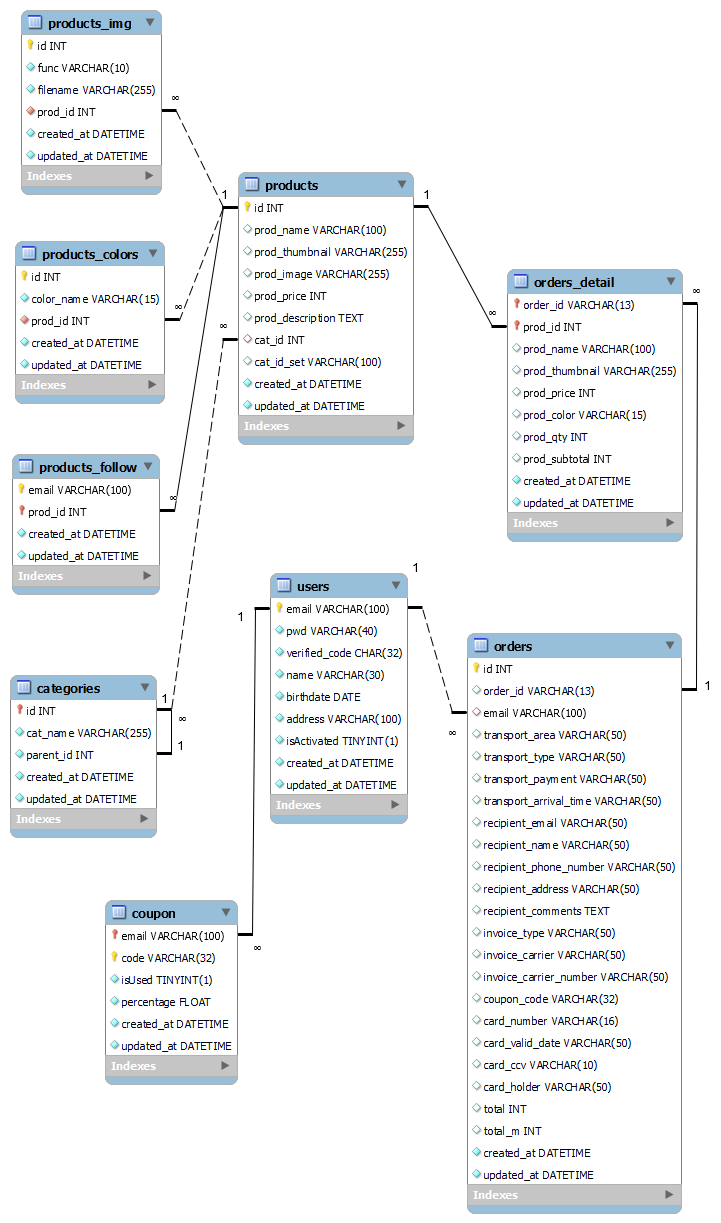 products_img
id INT
func VARCHAR(10)
filename VARCHAR(255)
prod_id INT
created_at DATETIME
updated_at DATETIME
Indexes
∞
1
products
id INT
prod_name VARCHAR(100)
prod_thumbnail VARCHAR(255)
prod_image VARCHAR(255)
prod_price INT
prod_description TEXT
cat_id INT
cat_id_set VARCHAR(100)
created_at DATETIME
updated_at DATETIME
Indexes
1
∞
products_colors
id INT
color_name VARCHAR(15)
prod_id INT
created_at DATETIME
updated_at DATETIME
Indexes
∞
∞
orders_detail
order_id VARCHAR(13)
prod_id INT
prod_name VARCHAR(100)
prod_thumbnail VARCHAR(255)
prod_price INT
prod_color VARCHAR(15)
prod_qty INT
prod_subtotal INT
created_at DATETIME
updated_at DATETIME
Indexes
∞
products_follow
email VARCHAR(100)
prod_id INT
created_at DATETIME
updated_at DATETIME
Indexes
∞
users
email VARCHAR(100)
pwd VARCHAR(40)
verified_code CHAR(32)
name VARCHAR(30)
birthdate DATE
address VARCHAR(100)
isActivated TINYINT(1)
created_at DATETIME
updated_at DATETIME
Indexes
1
1
categories
id INT
cat_name VARCHAR(255)
parent_id INT
created_at DATETIME
updated_at DATETIME
Indexes
1
∞
1
orders
id INT
order_id VARCHAR(13)
email VARCHAR(100)
transport_area VARCHAR(50)
transport_type VARCHAR(50)
transport_payment VARCHAR(50)
transport_arrival_time VARCHAR(50)
recipient_email VARCHAR(50)
recipient_name VARCHAR(50)
recipient_phone_number VARCHAR(50)
recipient_address VARCHAR(50)
recipient_comments TEXT
invoice_type VARCHAR(50)
invoice_carrier VARCHAR(50)
invoice_carrier_number VARCHAR(50)
coupon_code VARCHAR(32)
card_number VARCHAR(16)
card_valid_date VARCHAR(50)
card_ccv VARCHAR(10)
card_holder VARCHAR(50)
total INT
total_m INT
created_at DATETIME
updated_at DATETIME
Indexes
1
∞
coupon
email VARCHAR(100)
code VARCHAR(32)
isUsed TINYINT(1)
percentage FLOAT
created_at DATETIME
updated_at DATETIME
Indexes
∞